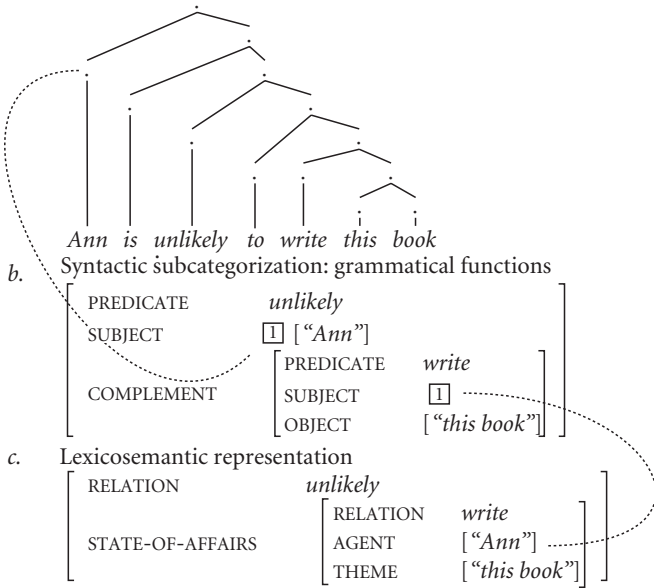 Ann is unlikely to write this book
b. Syntactic subcategorization: grammatical functions
PREDICATE unlikely
SUBJECT 1 ["Ann"]
PREDICATE write
COMPLEMENT SUBJECT 1
OBJECT ["this book"]
c. Lexicosemantic representation
RELATION unlikely
RELATION write
STATE-OF-AFFAIRS AGENT ["Ann"]
THEME ["this book"]